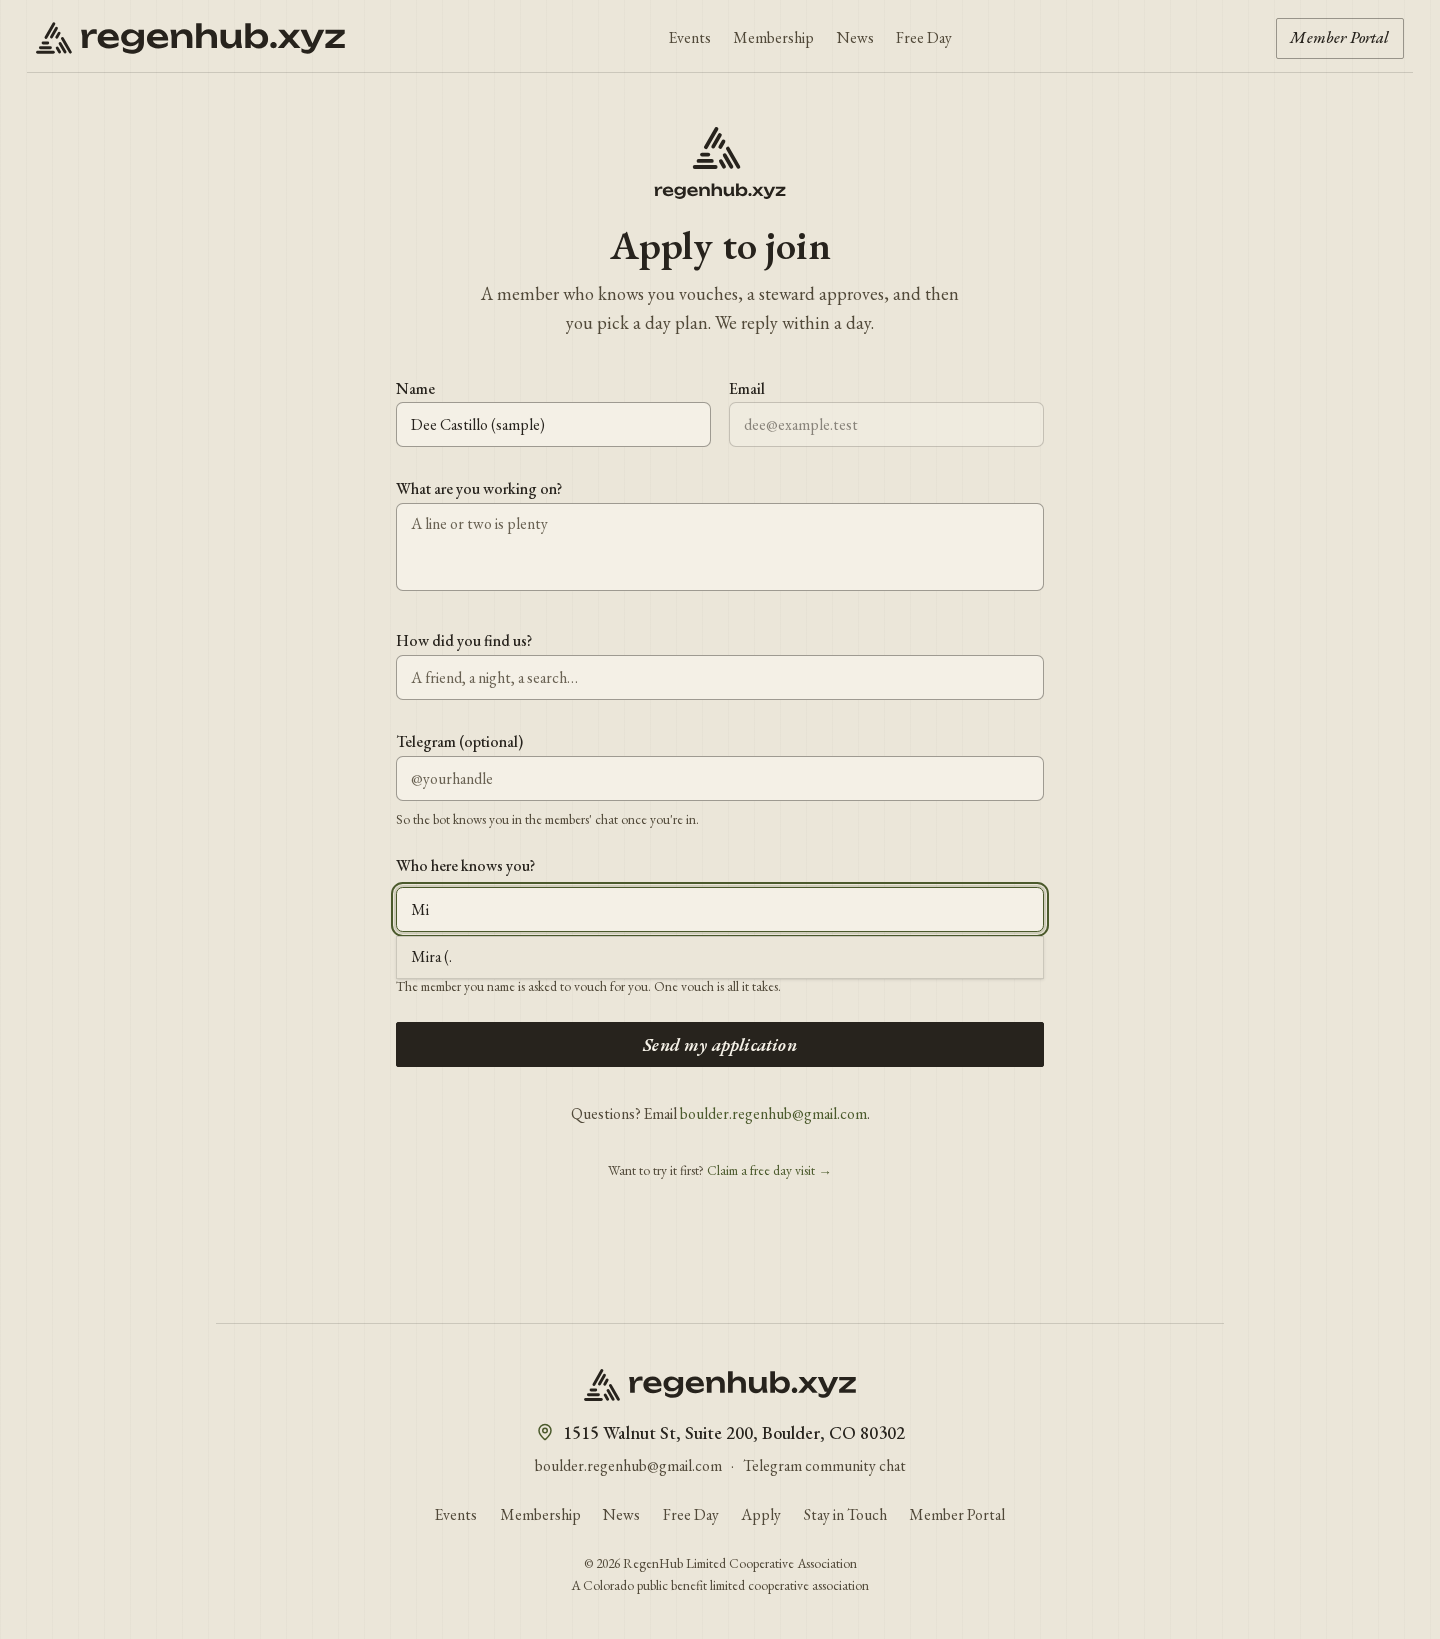 regenhub.xyz
Events Membership News Free Day
Member Portal
regenhub.xyz
Apply to join
A member who knows you vouches, a steward approves, and then
you pick a day plan. We reply within a day.
Name Email
Dee Castillo (sample) dee@example.test
What are you working on?
A line or two is plenty
How did you find us?
A friend, a night, a search…
Telegram (optional)
@yourhandle
So the bot knows you in the members' chat once you're in.
Who here knows you?
Mi
Mira (.
The member you name is asked to vouch for you. One vouch is all it takes.
Send my application
Questions? Email boulder.regenhub@gmail.com.
Want to try it first? Claim a free day visit →
regenhub.xyz
1515 Walnut St, Suite 200, Boulder, CO 80302
boulder.regenhub@gmail.com · Telegram community chat
Events Membership News Free Day Apply Stay in Touch Member Portal
© 2026 RegenHub Limited Cooperative Association
A Colorado public benefit limited cooperative association